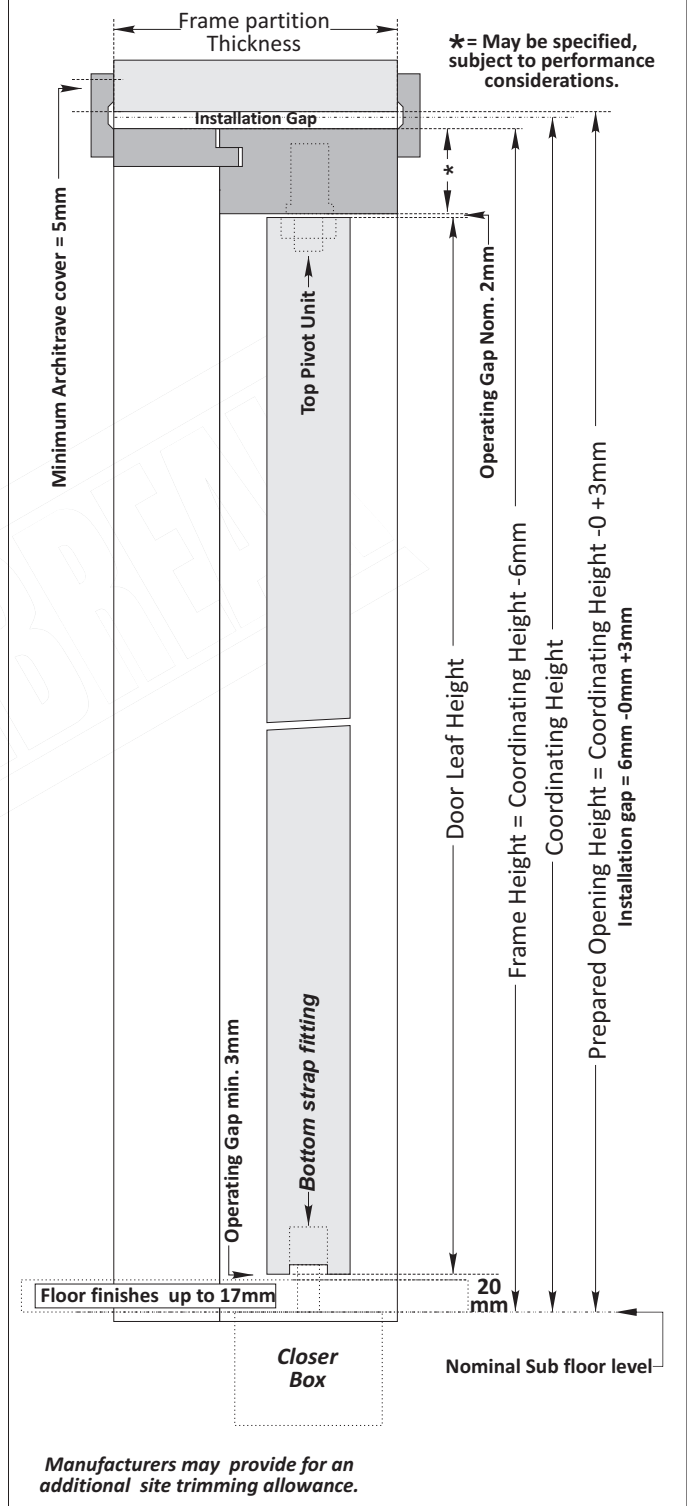 Frame partition
Thickness
*= May be specified,
subject to performance
considerations.
Installation Gap
*
Minimum Architrave cover = 5mm
Top Pivot Unit
Operating Gap Nom. 2mm
Door Leaf Height
Frame Height = Coordinating Height -6mm
Coordinating Height
Prepared Opening Height = Coordinating Height -0 +3mm
Installation gap = 6mm -0mm +3mm
Operating Gap min. 3mm
Bottom strap fitting
Floor finishes up to 17mm
20
mm
Closer
Box
Nominal Sub floor level
Manufacturers may provide for an
additional site trimming allowance.